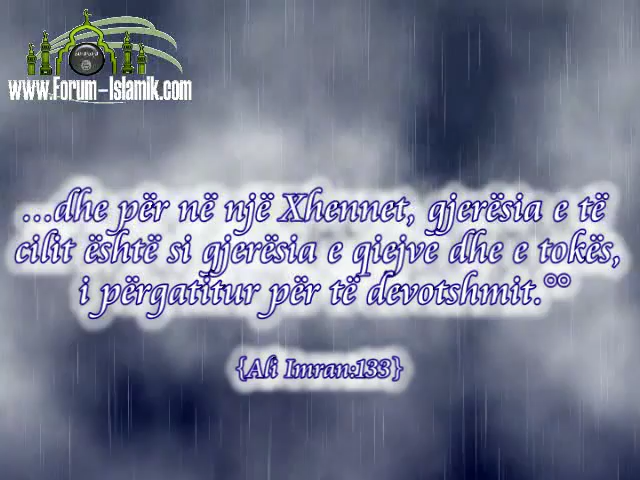 www.Forum-Islamik.com
...dhe për në një Xhennet, gjerësia e të
cilit është si gjerësia e qiejve dhe e tokës,
i përgatitur për të devotshmit.°°
{Ali Imran:133}